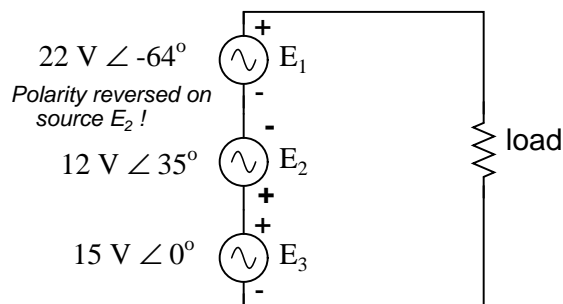 +
22 V ∠ -64° E₁
Polarity reversed on
-
source E₂ !
-
12 V ∠ 35° E₂
load
+
+
15 V ∠ 0° E₃
-